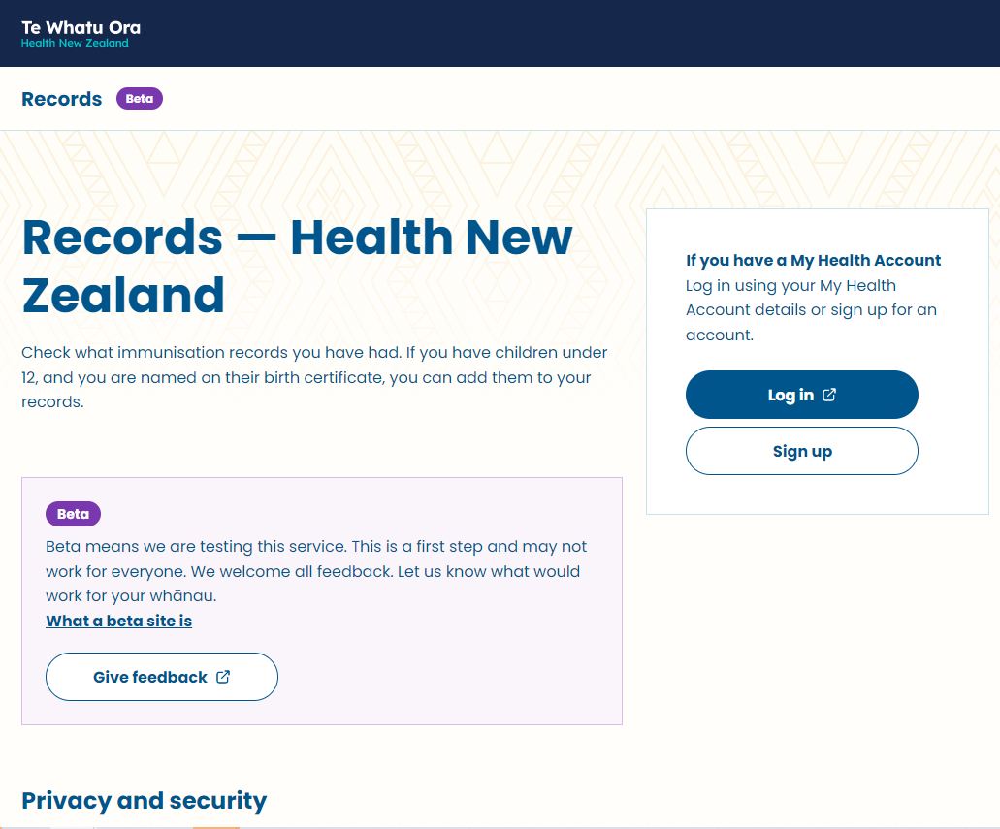 Te Whatu Ora
Health New Zealand
Records
Beta
Records — Health New
Zealand
Check what immunisation records you have had. If you have children under
12, and you are named on their birth certificate, you can add them to your
records.
If you have a My Health Account
Log in using your My Health
Account details or sign up for an
account.
Log in
Sign up
Beta
Beta means we are testing this service. This is a first step and may not
work for everyone. We welcome all feedback. Let us know what would
work for your whānau.
What a beta site is
Give feedback
Privacy and security